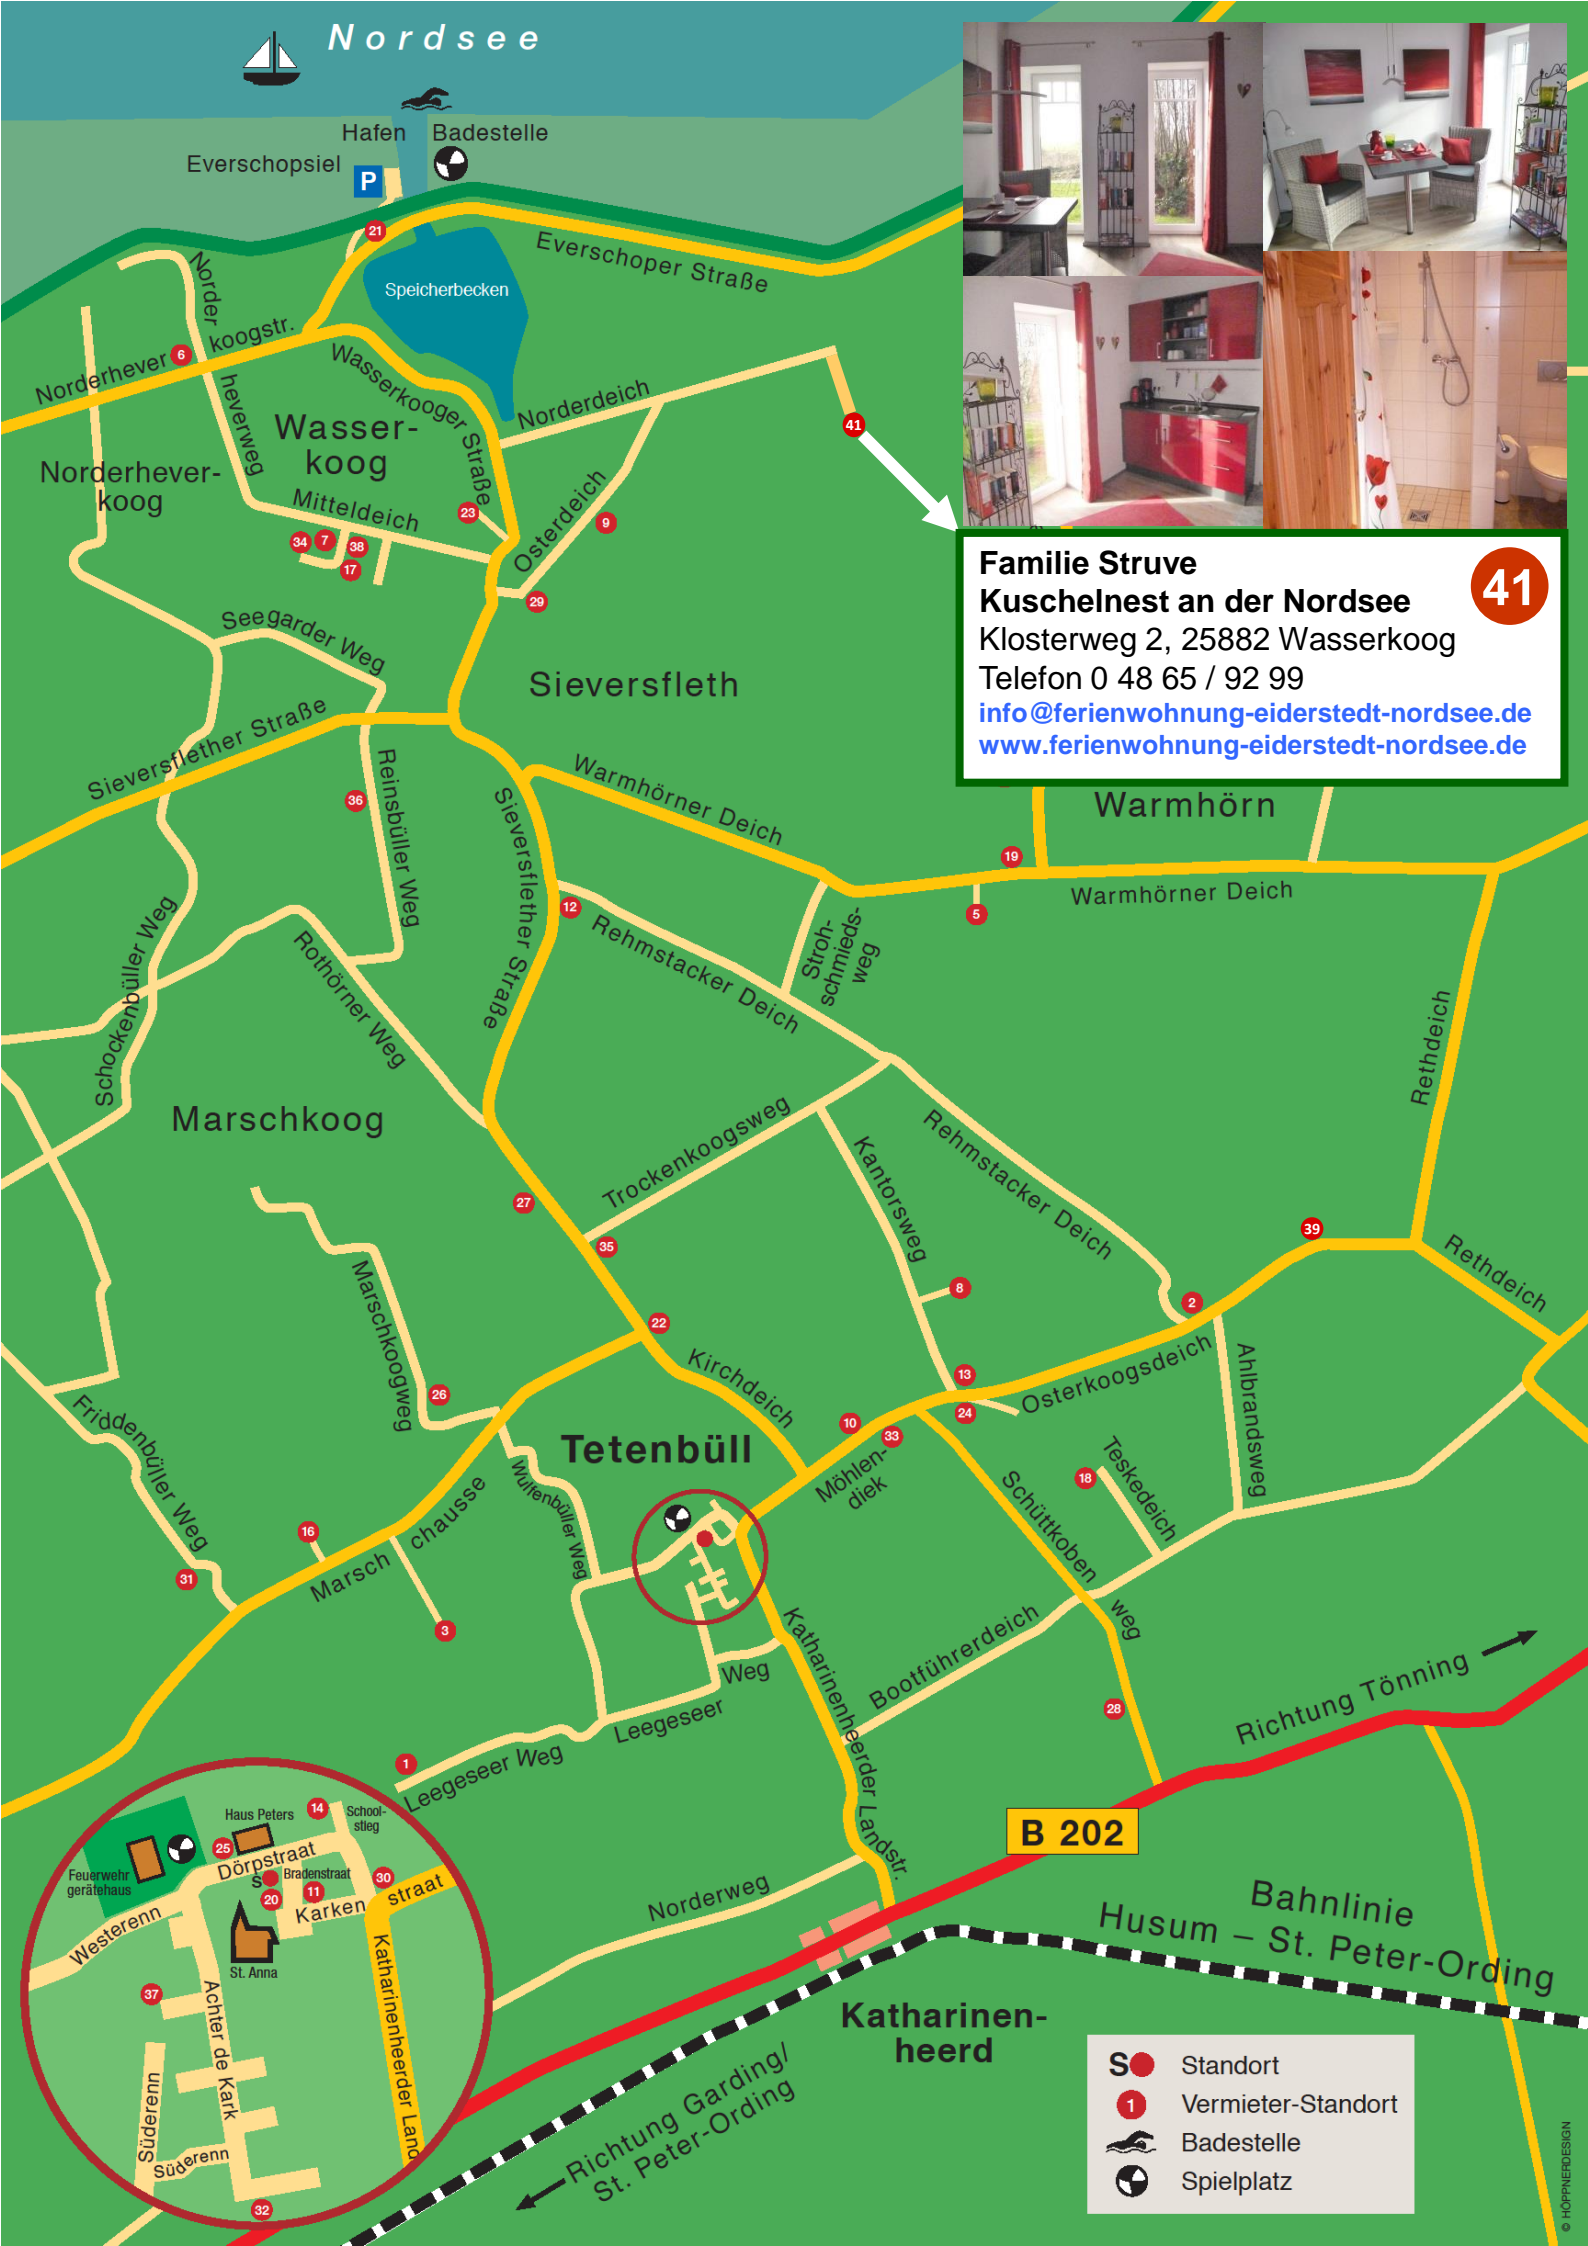 Nordsee
Hafen
Badestelle
Everschopsiel
P
21
Everschoper Straße
Speicherbecken
Norder
heverweg
Norderhever
koogstr.
6
Wasserkooger Straße
Norderdeich
41
Wasser-
koog
Norderhever-
koog
Mitteldeich
23
Osterdeich
9
34
7
38
17
29
Familie Struve
Kuschelnest an der Nordsee
41
Klosterweg 2, 25882 Wasserkoog
Telefon 0 48 65 / 92 99
info@ferienwohnung-eiderstedt-nordsee.de
www.ferienwohnung-eiderstedt-nordsee.de
Seegarder Weg
Sieversfleth
Sieversflether Straße
Reinsbüller Weg
36
Sieversflether Straße
Warmhörner Deich
Warmhörn
19
Warmhörner Deich
5
12
Rehmstacker Deich
Stroh-
schmieds-
weg
Schockenbüller Weg
Rothörner Weg
Rethdeich
Marschkoog
Trockenkoogsweg
Kantorsweg
Rehmstacker Deich
27
35
39
Rethdeich
8
2
22
Marschkoogweg
Kirchdeich
13
Osterkoogsdeich
Ahlbrandsweg
26
24
10
33
Friddenbüller Weg
Tetenbüll
Möhlen-
diek
18
Teskedeich
Wulfenbüller Weg
Schüttkoben
weg
16
Marsch
chausse
31
3
Katharinenheerder Landstr.
Bootführerdeich
Weg
Leegeseer
28
Richtung Tönning
1
Leegeseer Weg
B 202
Haus Peters
14
School-
stieg
25
Dörpstraat
Feuerwehr
gerätehaus
S
Bradenstraat
30
20
11
Karken
straat
Westerenn
St. Anna
37
Achter de Kark
Katharinenheerder Land
Süderenn
Süderenn
32
Norderweg
Bahnlinie
Husum – St. Peter-Ording
Katharinen-
heerd
Richtung Garding/
St. Peter-Ording
S Standort
1 Vermieter-Standort
Badestelle
Spielplatz
© HÖPPNERDESIGN